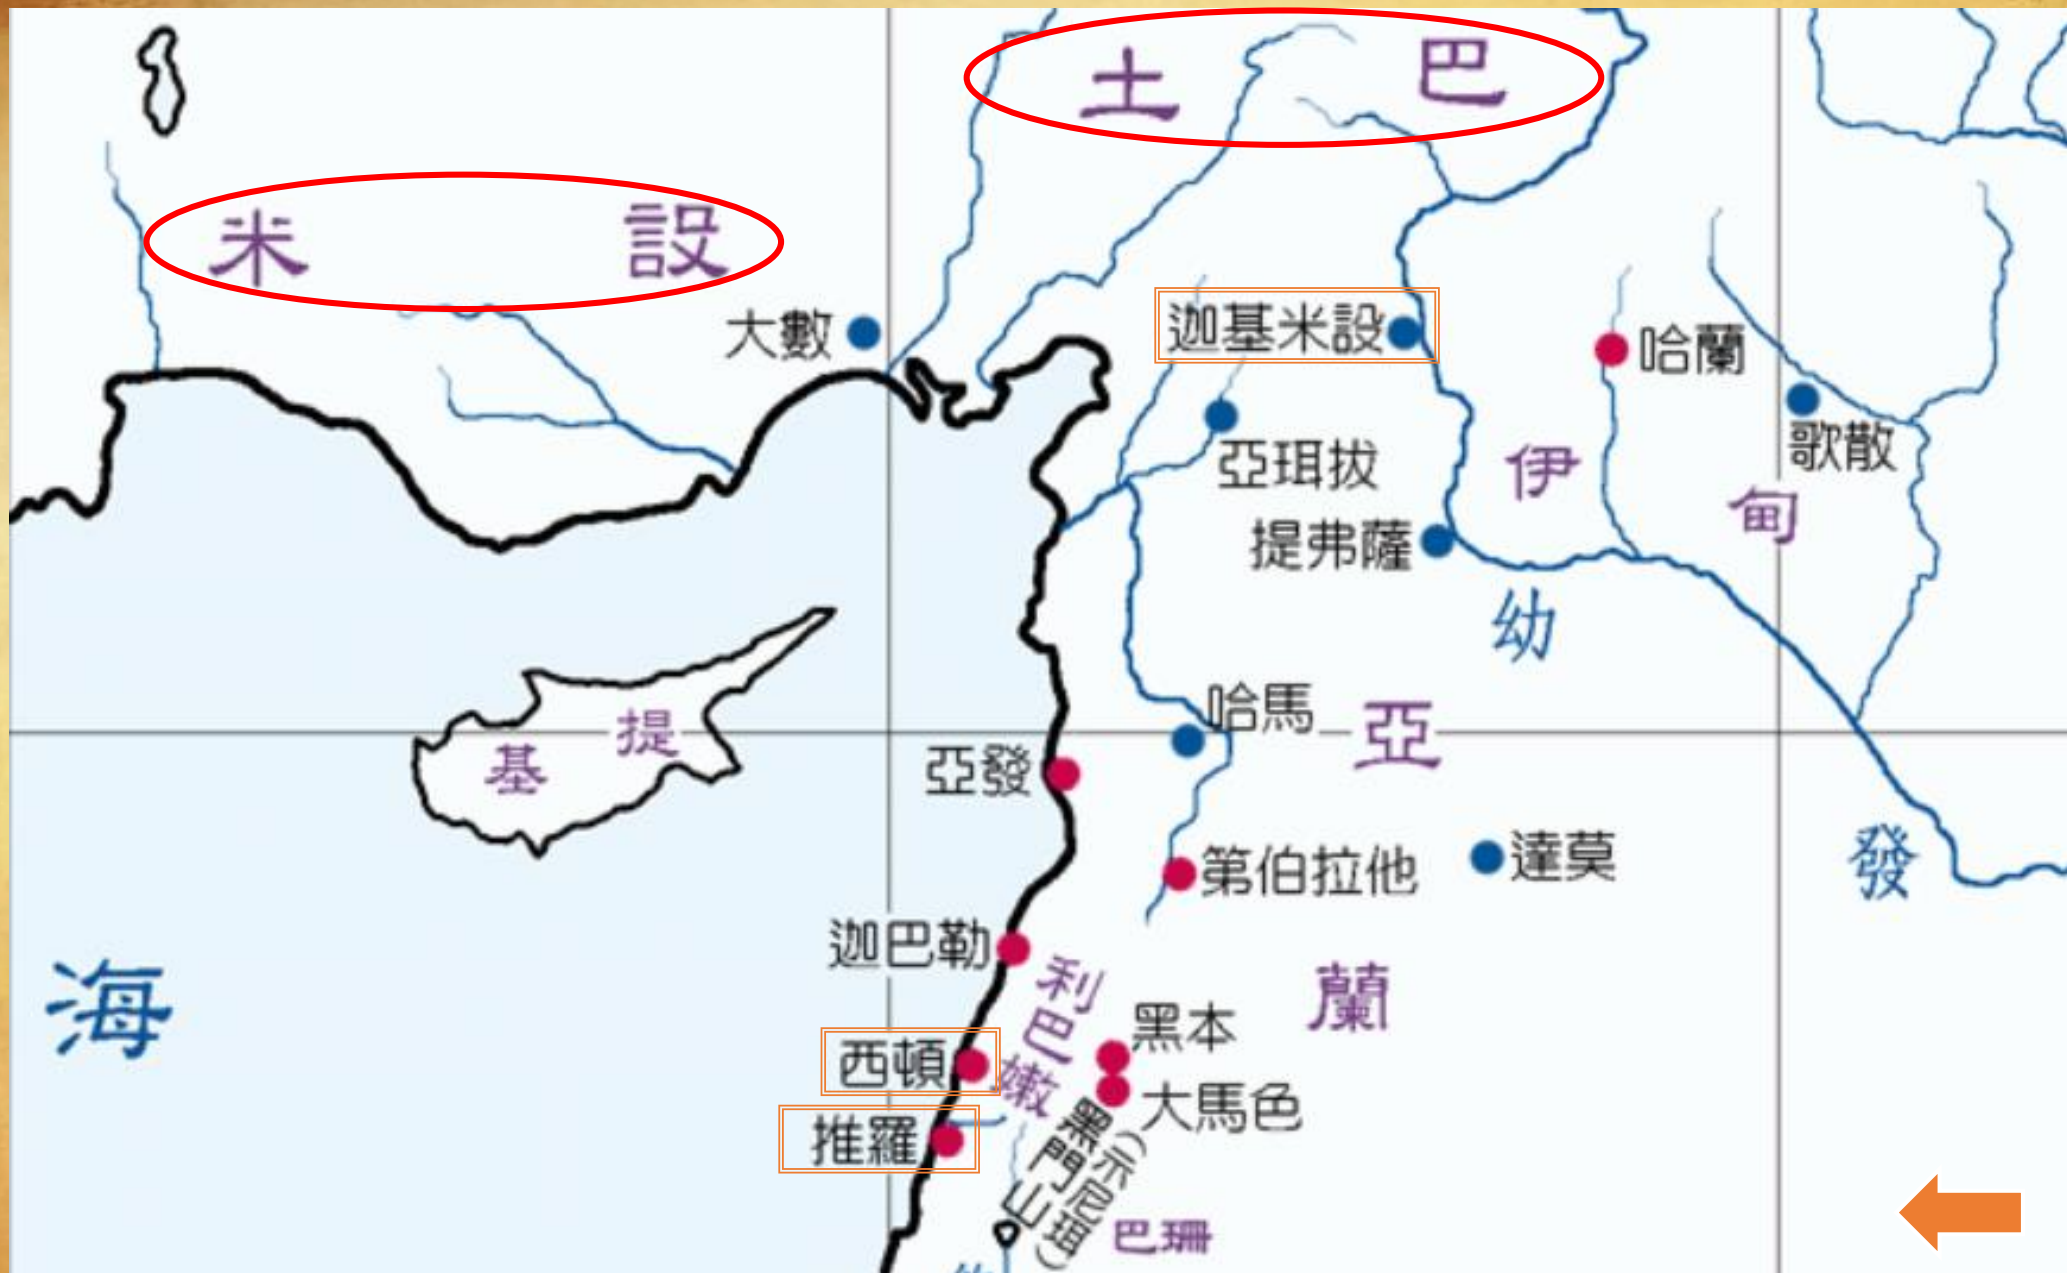 土巴
米設
大數
迦基米設
哈蘭
亞珥拔
歌散
伊甸
提弗薩
幼發
哈馬
亞蘭
基提
亞發
第伯拉他
達莫
迦巴勒
海
利巴嫩
黑本
西頓
大馬色
推羅
黑門山
(示尼珥)
巴珊